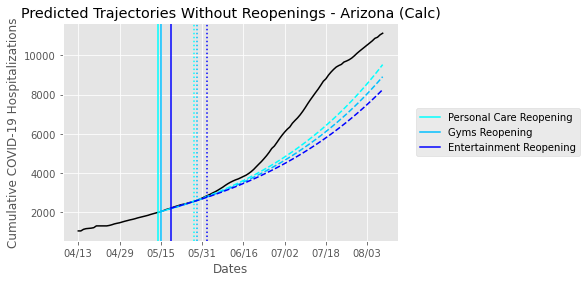 Predicted Trajectories Without Reopenings - Arizona (Calc)
Cumulative COVID-19 Hospitalizations
10000
8000
6000
4000
2000
04/13 04/29 05/15 05/31 06/16 07/02 07/18 08/03
Dates
Personal Care Reopening
Gyms Reopening
Entertainment Reopening